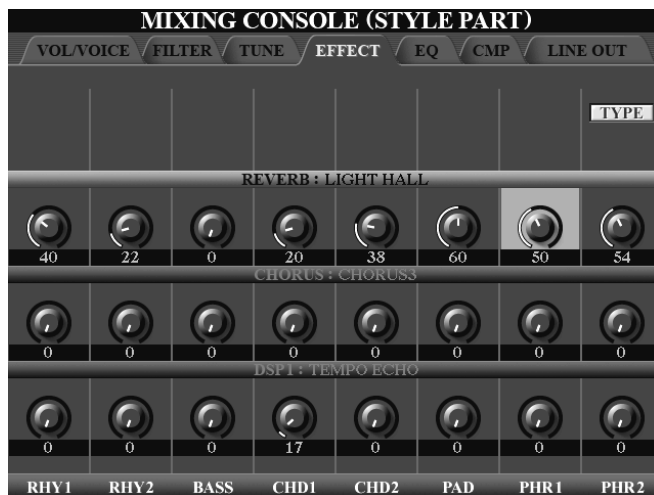 MIXING CONSOLE (STYLE PART)
VOL/VOICE FILTER TUNE EFFECT EQ CMP LINE OUT
TYPE
REVERB : LIGHT HALL
40 22 0 20 38 60 50 54
CHORUS : CHORUS3
0 0 0 0 0 0 0 0
DSP1 : TEMPO ECHO
0 0 0 17 0 0 0 0
RHY1 RHY2 BASS CHD1 CHD2 PAD PHR1 PHR2